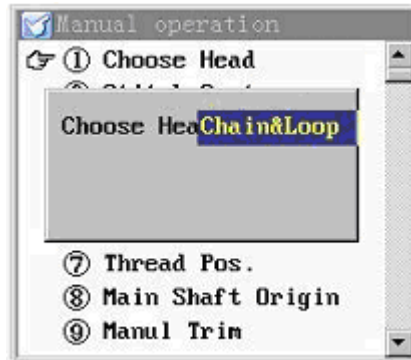 Manual operation
① Choose Head
Choose Hea Chain&Loop
⑦ Thread Pos.
⑧ Main Shaft Origin
⑨ Manul Trim